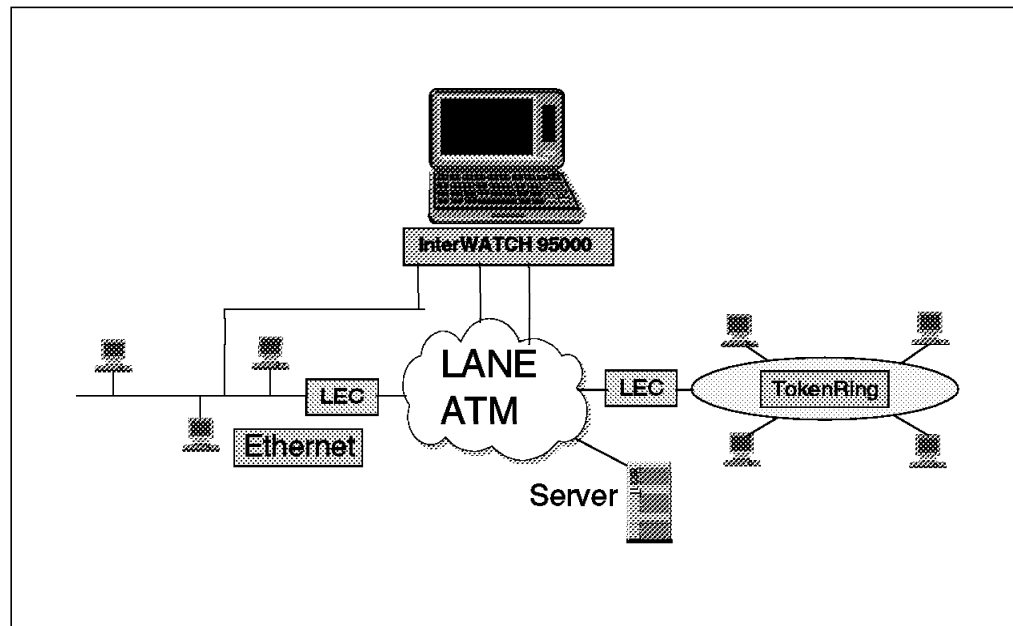 InterWATCH 95000
LANE
ATM
LEC
LEC
TokenRing
Ethernet
Server